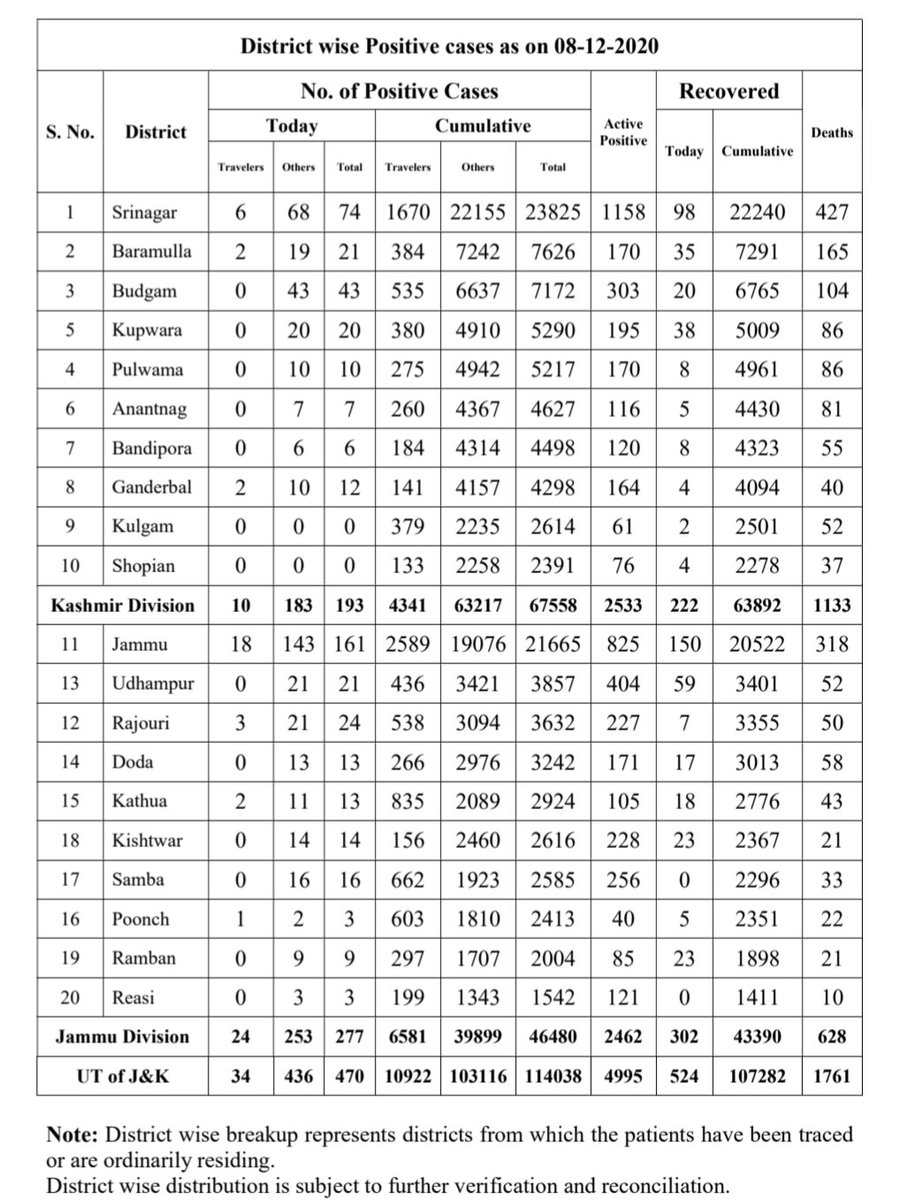 District wise Positive cases as on 08-12-2020
S. No. District No. of Positive Cases Active Positive Recovered Deaths
Today Cumulative Today Cumulative
Travelers Others Total Travelers Others Total
1 Srinagar 6 68 74 1670 22155 23825 1158 98 22240 427
2 Baramulla 2 19 21 384 7242 7626 170 35 7291 165
3 Budgam 0 43 43 535 6637 7172 303 20 6765 104
5 Kupwara 0 20 20 380 4910 5290 195 38 5009 86
4 Pulwama 0 10 10 275 4942 5217 170 8 4961 86
6 Anantnag 0 7 7 260 4367 4627 116 5 4430 81
7 Bandipora 0 6 6 184 4314 4498 120 8 4323 55
8 Ganderbal 2 10 12 141 4157 4298 164 4 4094 40
9 Kulgam 0 0 0 379 2235 2614 61 2 2501 52
10 Shopian 0 0 0 133 2258 2391 76 4 2278 37
Kashmir Division 10 183 193 4341 63217 67558 2533 222 63892 1133
11 Jammu 18 143 161 2589 19076 21665 825 150 20522 318
13 Udhampur 0 21 21 436 3421 3857 404 59 3401 52
12 Rajouri 3 21 24 538 3094 3632 227 7 3355 50
14 Doda 0 13 13 266 2976 3242 171 17 3013 58
15 Kathua 2 11 13 835 2089 2924 105 18 2776 43
18 Kishtwar 0 14 14 156 2460 2616 228 23 2367 21
17 Samba 0 16 16 662 1923 2585 256 0 2296 33
16 Poonch 1 2 3 603 1810 2413 40 5 2351 22
19 Ramban 0 9 9 297 1707 2004 85 23 1898 21
20 Reasi 0 3 3 199 1343 1542 121 0 1411 10
Jammu Division 24 253 277 6581 39899 46480 2462 302 43390 628
UT of J&K 34 436 470 10922 103116 114038 4995 524 107282 1761
Note: District wise breakup represents districts from which the patients have been traced
or are ordinarily residing.
District wise distribution is subject to further verification and reconciliation.